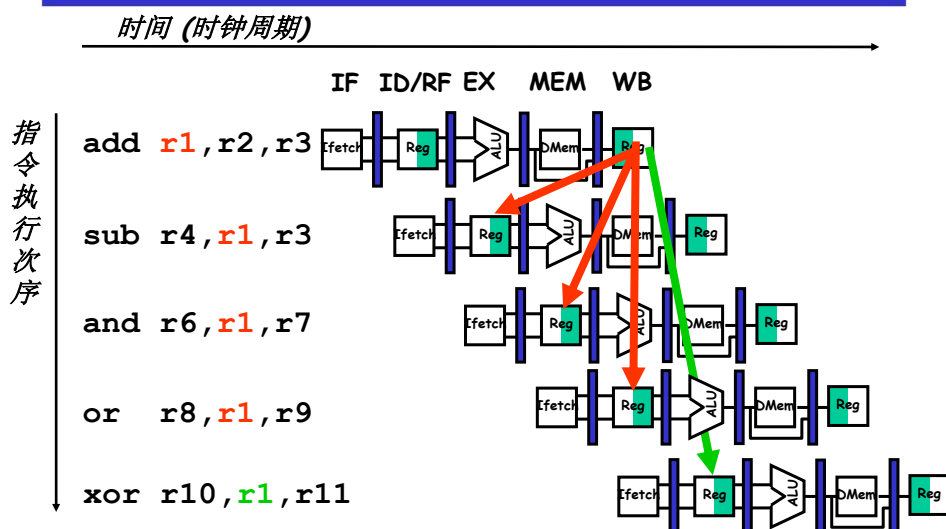 时间 (时钟周期)
IF ID/RF EX MEM WB
指令执行次序
add r1,r2,r3 Ifetch Reg ALU DMem Reg
sub r4,r1,r3 Ifetch Reg ALU DMem Reg
and r6,r1,r7 Ifetch Reg ALU DMem Reg
or r8,r1,r9 Ifetch Reg ALU DMem Reg
xor r10,r1,r11 Ifetch Reg ALU DMem Reg